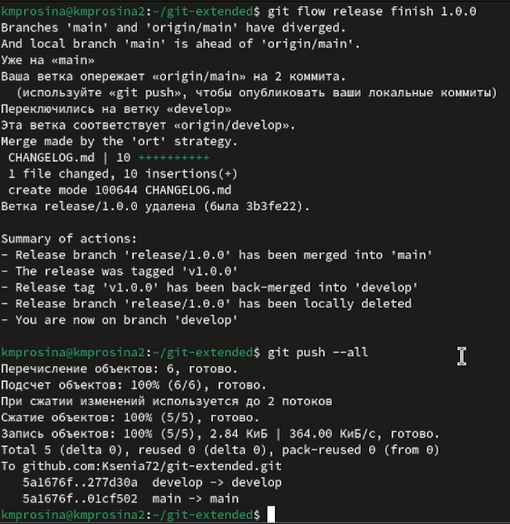 kmprosina@kmprosina2:~/git-extended$ git flow release finish 1.0.0
Branches 'main' and 'origin/main' have diverged.
And local branch 'main' is ahead of 'origin/main'.
Уже на «main»
Ваша ветка опережает «origin/main» на 2 коммита.
  (используйте «git push», чтобы опубликовать ваши локальные коммиты)
Переключились на ветку «develop»
Эта ветка соответствует «origin/develop».
Merge made by the 'ort' strategy.
 CHANGELOG.md | 10 ++++++++++
 1 file changed, 10 insertions(+)
 create mode 100644 CHANGELOG.md
Ветка release/1.0.0 удалена (была 3b3fe22).
Summary of actions:
- Release branch 'release/1.0.0' has been merged into 'main'
- The release was tagged 'v1.0.0'
- Release tag 'v1.0.0' has been back-merged into 'develop'
- Release branch 'release/1.0.0' has been locally deleted
- You are now on branch 'develop'
kmprosina@kmprosina2:~/git-extended$ git push --all
Перечисление объектов: 6, готово.
Подсчет объектов: 100% (6/6), готово.
При сжатии изменений используется до 2 потоков
Сжатие объектов: 100% (5/5), готово.
Запись объектов: 100% (5/5), 2.84 КиБ | 364.00 КиБ/с, готово.
Total 5 (delta 0), reused 0 (delta 0), pack-reused 0 (from 0)
To github.com:Ksenia72/git-extended.git
   5a1676f..277d30a  develop -> develop
   5a1676f..01cf502  main -> main
kmprosina@kmprosina2:~/git-extended$